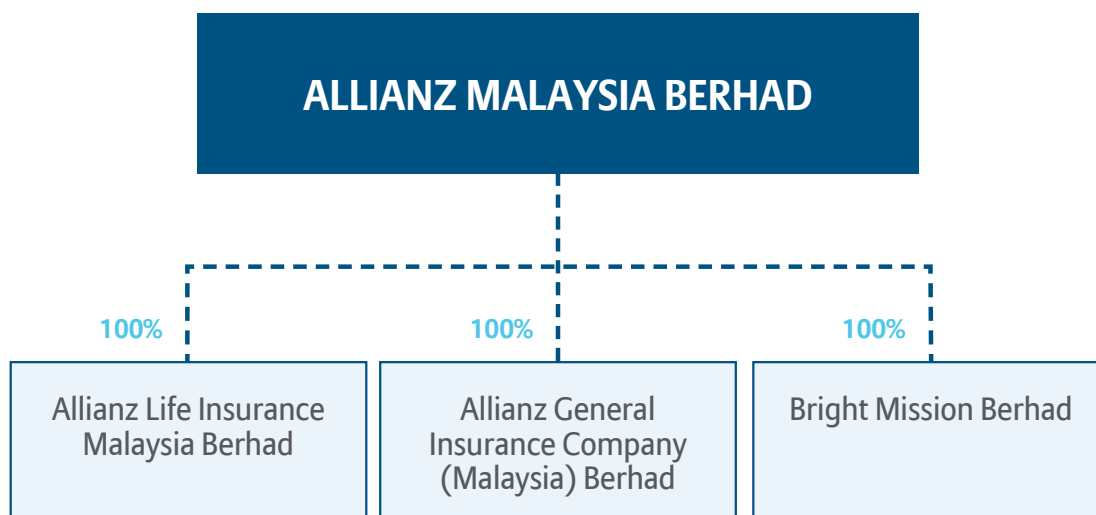 ALLIANZ MALAYSIA BERHAD
100%
100%
100%
Allianz Life Insurance
Malaysia Berhad
Allianz General
Insurance Company
(Malaysia) Berhad
Bright Mission Berhad